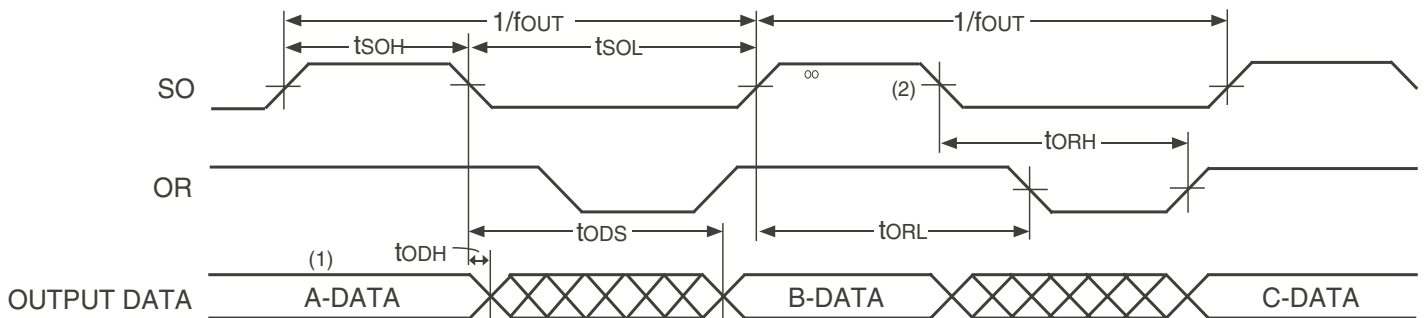 1/fOUT 1/fOUT
tSOH tSOL
SO ∞ (2)
tORH
OR
tODS tORL
tODH
(1)
OUTPUT DATA A-DATA B-DATA C-DATA